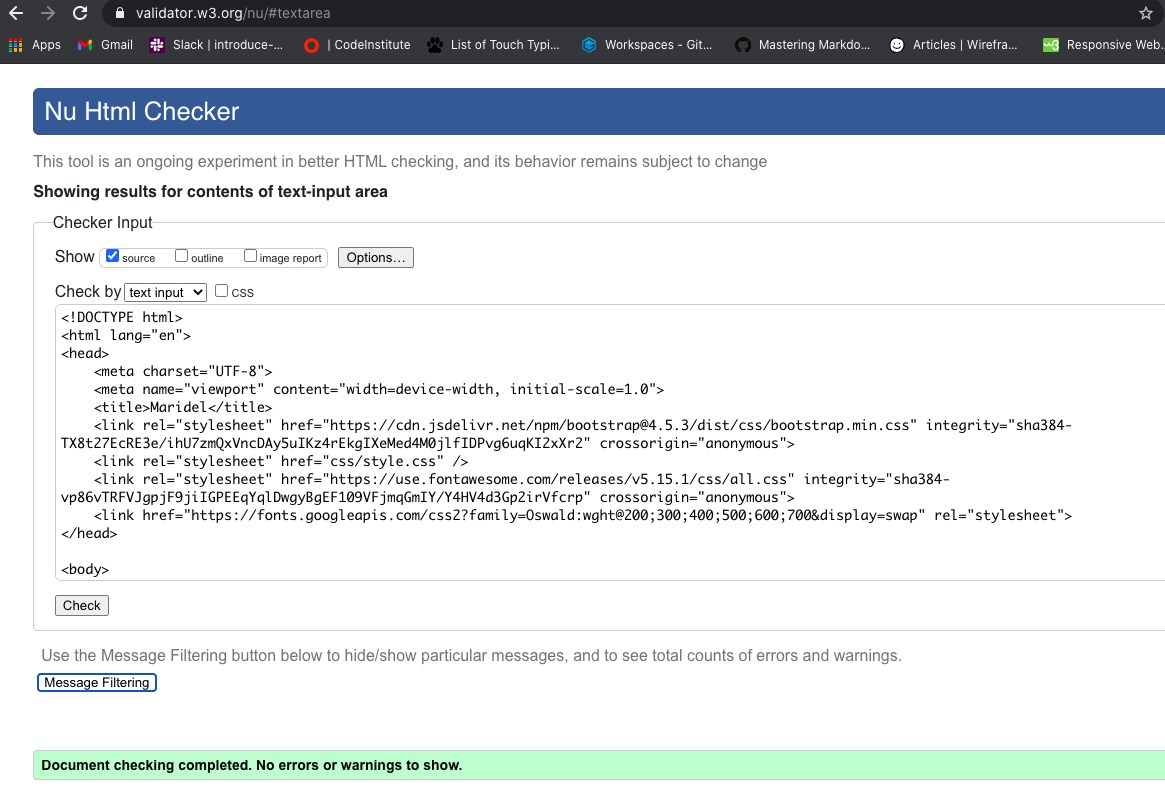 validator.w3.org/nu/#textarea
Apps Gmail Slack | introduce-... | CodeInstitute List of Touch Typi... Workspaces - Git... Mastering Markdo... Articles | Wirefra... Responsive Web..
Nu Html Checker
This tool is an ongoing experiment in better HTML checking, and its behavior remains subject to change
Showing results for contents of text-input area
Checker Input
Show source outline image report Options...
Check by text input CSS
<!DOCTYPE html>
<html lang="en">
<head>
    <meta charset="UTF-8">
    <meta name="viewport" content="width=device-width, initial-scale=1.0">
    <title>Maridel</title>
    <link rel="stylesheet" href="https://cdn.jsdelivr.net/npm/bootstrap@4.5.3/dist/css/bootstrap.min.css" integrity="sha384-
TX8t27EcRE3e/ihU7zmQxVncDAy5uIKz4rEkgIXeMed4M0jlfIDPvg6uqKI2xXr2" crossorigin="anonymous">
    <link rel="stylesheet" href="css/style.css" />
    <link rel="stylesheet" href="https://use.fontawesome.com/releases/v5.15.1/css/all.css" integrity="sha384-
vp86vTRFVJgpjF9jiIGPEEqYqlDwgyBgEF109VFjmqGmIY/Y4HV4d3Gp2irVfcrp" crossorigin="anonymous">
    <link href="https://fonts.googleapis.com/css2?family=Oswald:wght@200;300;400;500;600;700&display=swap" rel="stylesheet">
</head>
<body>
Check
Use the Message Filtering button below to hide/show particular messages, and to see total counts of errors and warnings.
Message Filtering
Document checking completed. No errors or warnings to show.